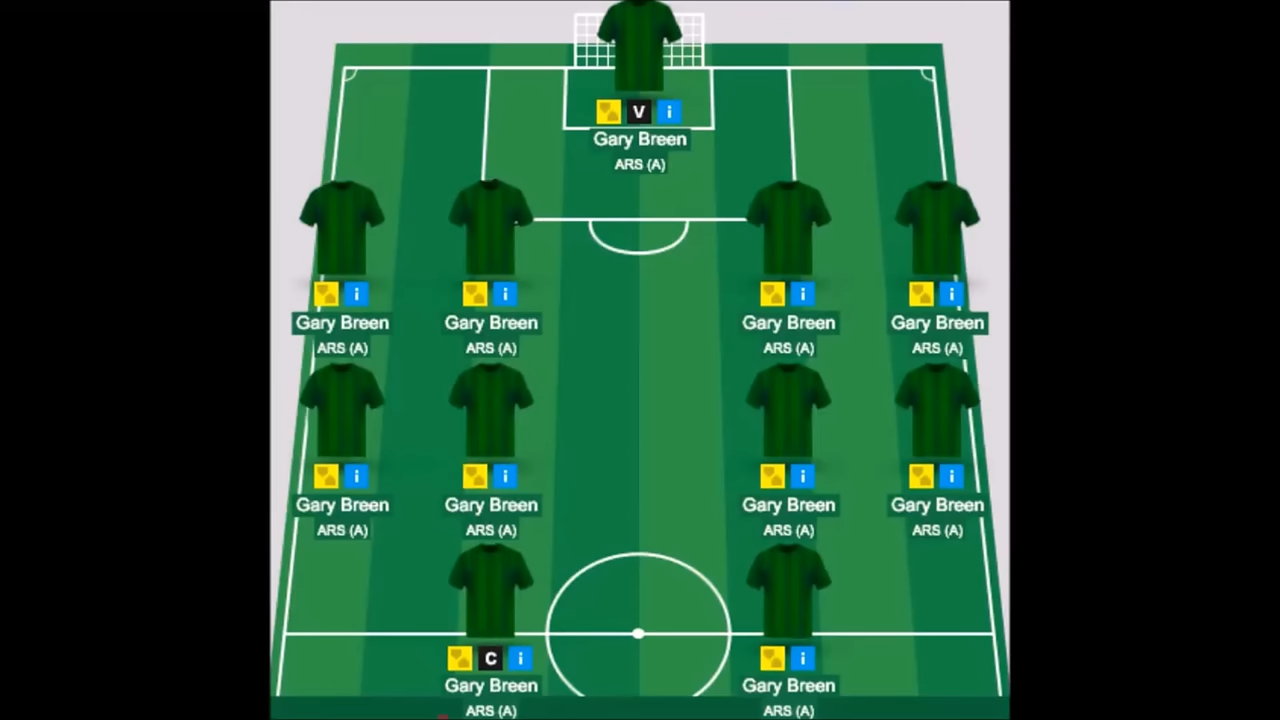 V i
Gary Breen
ARS (A)
i i i i
Gary Breen Gary Breen Gary Breen Gary Breen
ARS (A) ARS (A) ARS (A) ARS (A)
i i i i
Gary Breen Gary Breen Gary Breen Gary Breen
ARS (A) ARS (A) ARS (A) ARS (A)
C i i
Gary Breen Gary Breen
ARS (A) ARS (A)